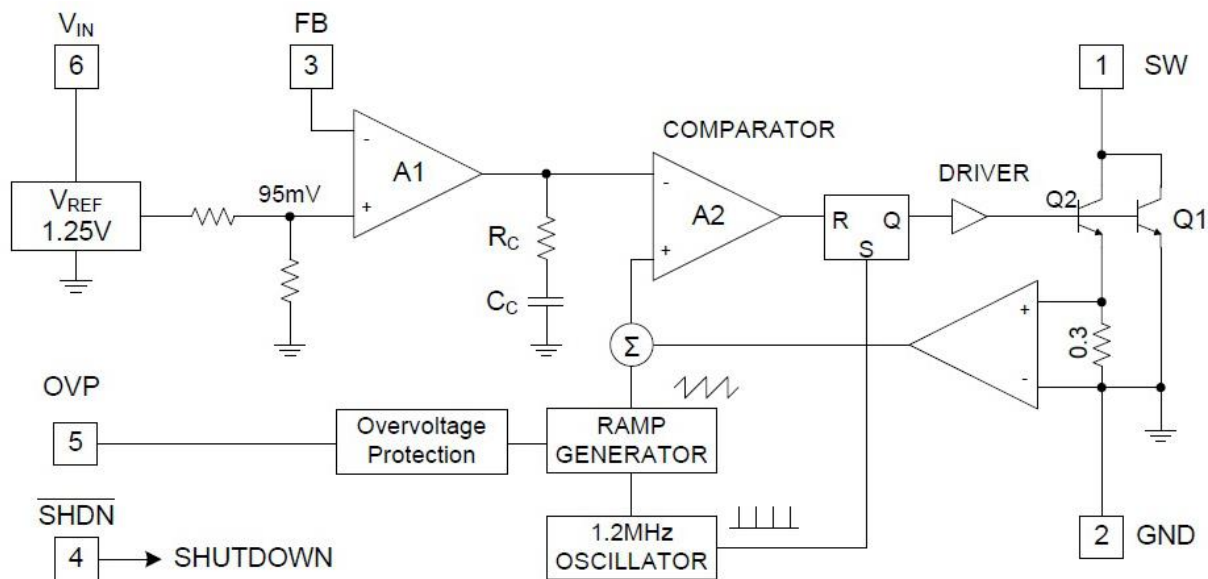 VIN
6
FB
3
1
SW
COMPARATOR
A1
-
+
95mV
VREF
1.25V
A2
-
+
DRIVER
R
Q
S
Q2
Q1
RC
CC
Σ
+
-
0.3
OVP
5
Overvoltage
Protection
RAMP
GENERATOR
SHDN
4
SHUTDOWN
1.2MHz
OSCILLATOR
2
GND